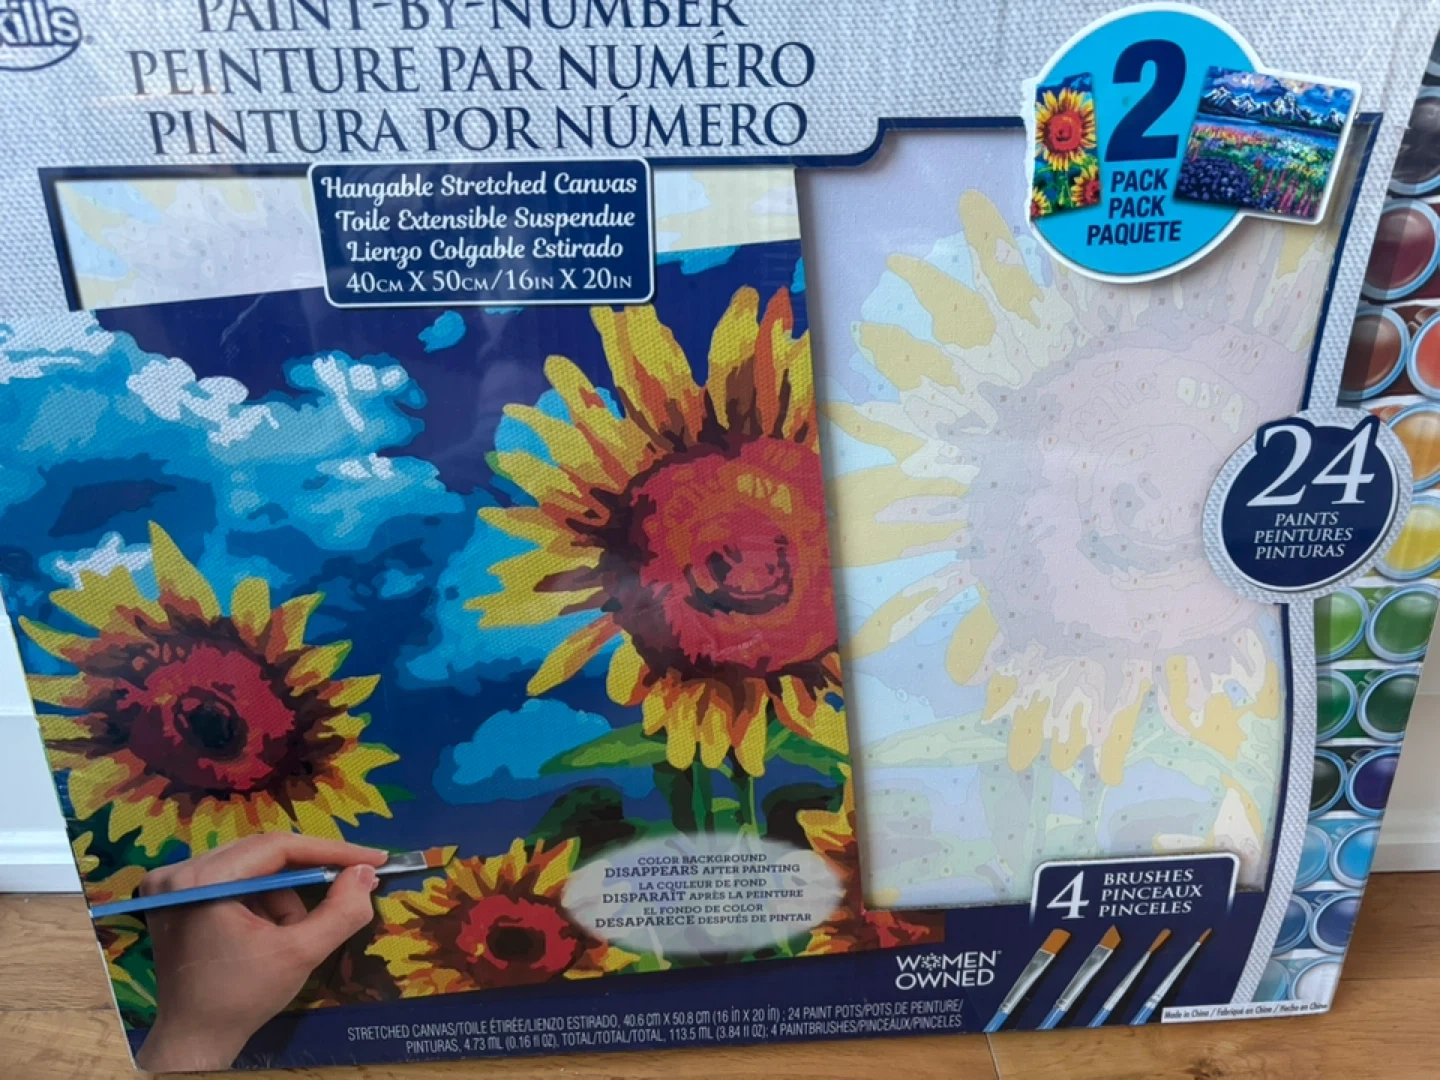 kills
PAINT-BY-NUMBER
PEINTURE PAR NUMÉRO
PINTURA POR NÚMERO
Hangable Stretched Canvas
Toile Extensible Suspendue
Lienzo Colgable Estirado
40CM X 50CM/16IN X 20IN
2
PACK
PACK
PAQUETE
24
PAINTS
PEINTURES
PINTURAS
COLOR BACKGROUND
DISAPPEARS AFTER PAINTING
LA COULEUR DE FOND
DISPARAÎT APRÈS LA PEINTURE
EL FONDO DE COLOR
DESAPARECE DESPUÉS DE PINTAR
4
BRUSHES
PINCEAUX
PINCELES
WOMEN
OWNED
STRETCHED CANVAS/TOILE ÉTIRÉE/LIENZO ESTIRADO, 40.6 cm X 50.8 cm (16 in X 20 in) ; 24 PAINT POTS/POTS DE PEINTURE/
PINTURAS, 4.73 mL (0.16 fl oz). TOTAL/TOTAL/TOTAL, 113.5 mL (3.84 fl oz); 4 PAINTBRUSHES/PINCEAUX/PINCELES
Made in China / Fabriqué en Chine / Hecho en China